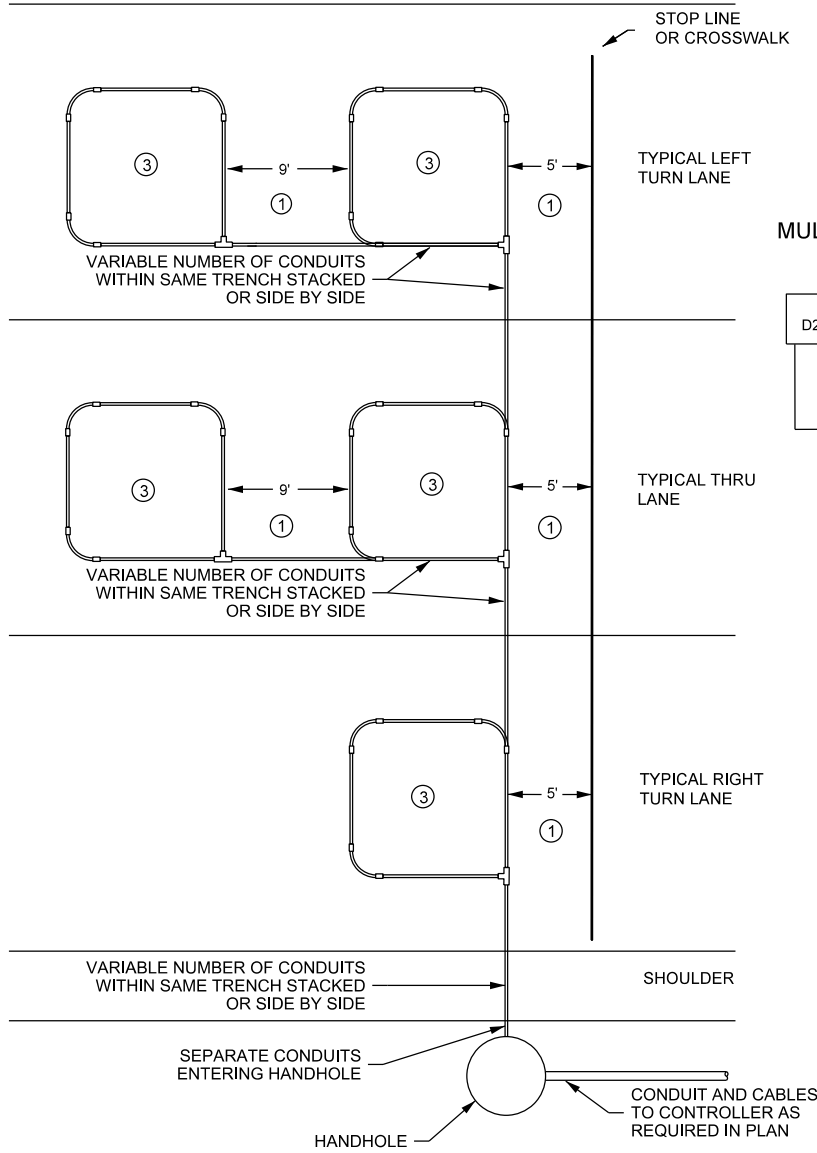 STOP LINE
OR CROSSWALK
③
9'
①
③
5'
①
TYPICAL LEFT
TURN LANE
MUL
VARIABLE NUMBER OF CONDUITS
WITHIN SAME TRENCH STACKED
OR SIDE BY SIDE
D2
③
9'
①
③
5'
①
TYPICAL THRU
LANE
VARIABLE NUMBER OF CONDUITS
WITHIN SAME TRENCH STACKED
OR SIDE BY SIDE
③
5'
①
TYPICAL RIGHT
TURN LANE
VARIABLE NUMBER OF CONDUITS
WITHIN SAME TRENCH STACKED
OR SIDE BY SIDE
SHOULDER
SEPARATE CONDUITS
ENTERING HANDHOLE
HANDHOLE
CONDUIT AND CABLES
TO CONTROLLER AS
REQUIRED IN PLAN